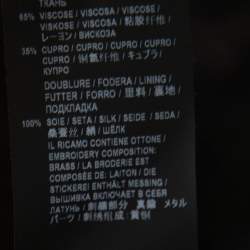 ТКАНЬ
65% VISCOSE / VISCOSA / VISCOSE /
VISKOSE / VISCOSA / 粘胶纤维 /
レーヨン / ВИСКОЗА
35% CUPRO / CUPRO / CUPRO / CUPRO /
CUPRO / CUPRO / 铜氨纤维 / キュプラ /
КУПРО
DOUBLURE / FODERA / LINING /
FUTTER / FORRO / 里料 / 裏地 /
ПОДКЛАДКА
100% SOIE / SETA / SILK / SEIDE / SEDA /
桑蚕丝 / 絹 / ШЁЛК
IL RICAMO CONTIENE OTTONE /
EMBROIDERY COMPOSITION:
BRASS / LA BRODERIE EST
COMPOSÉE DE: LAITON / DIE
STICKEREI ENTHÄLT MESSING /
ВЫШИВКА ВКЛЮЧАЕТ В СЕБЯ
ЛАТУНЬ / 刺繍部分 真鍮 メタル
パーツ / 刺绣组成: 黄铜